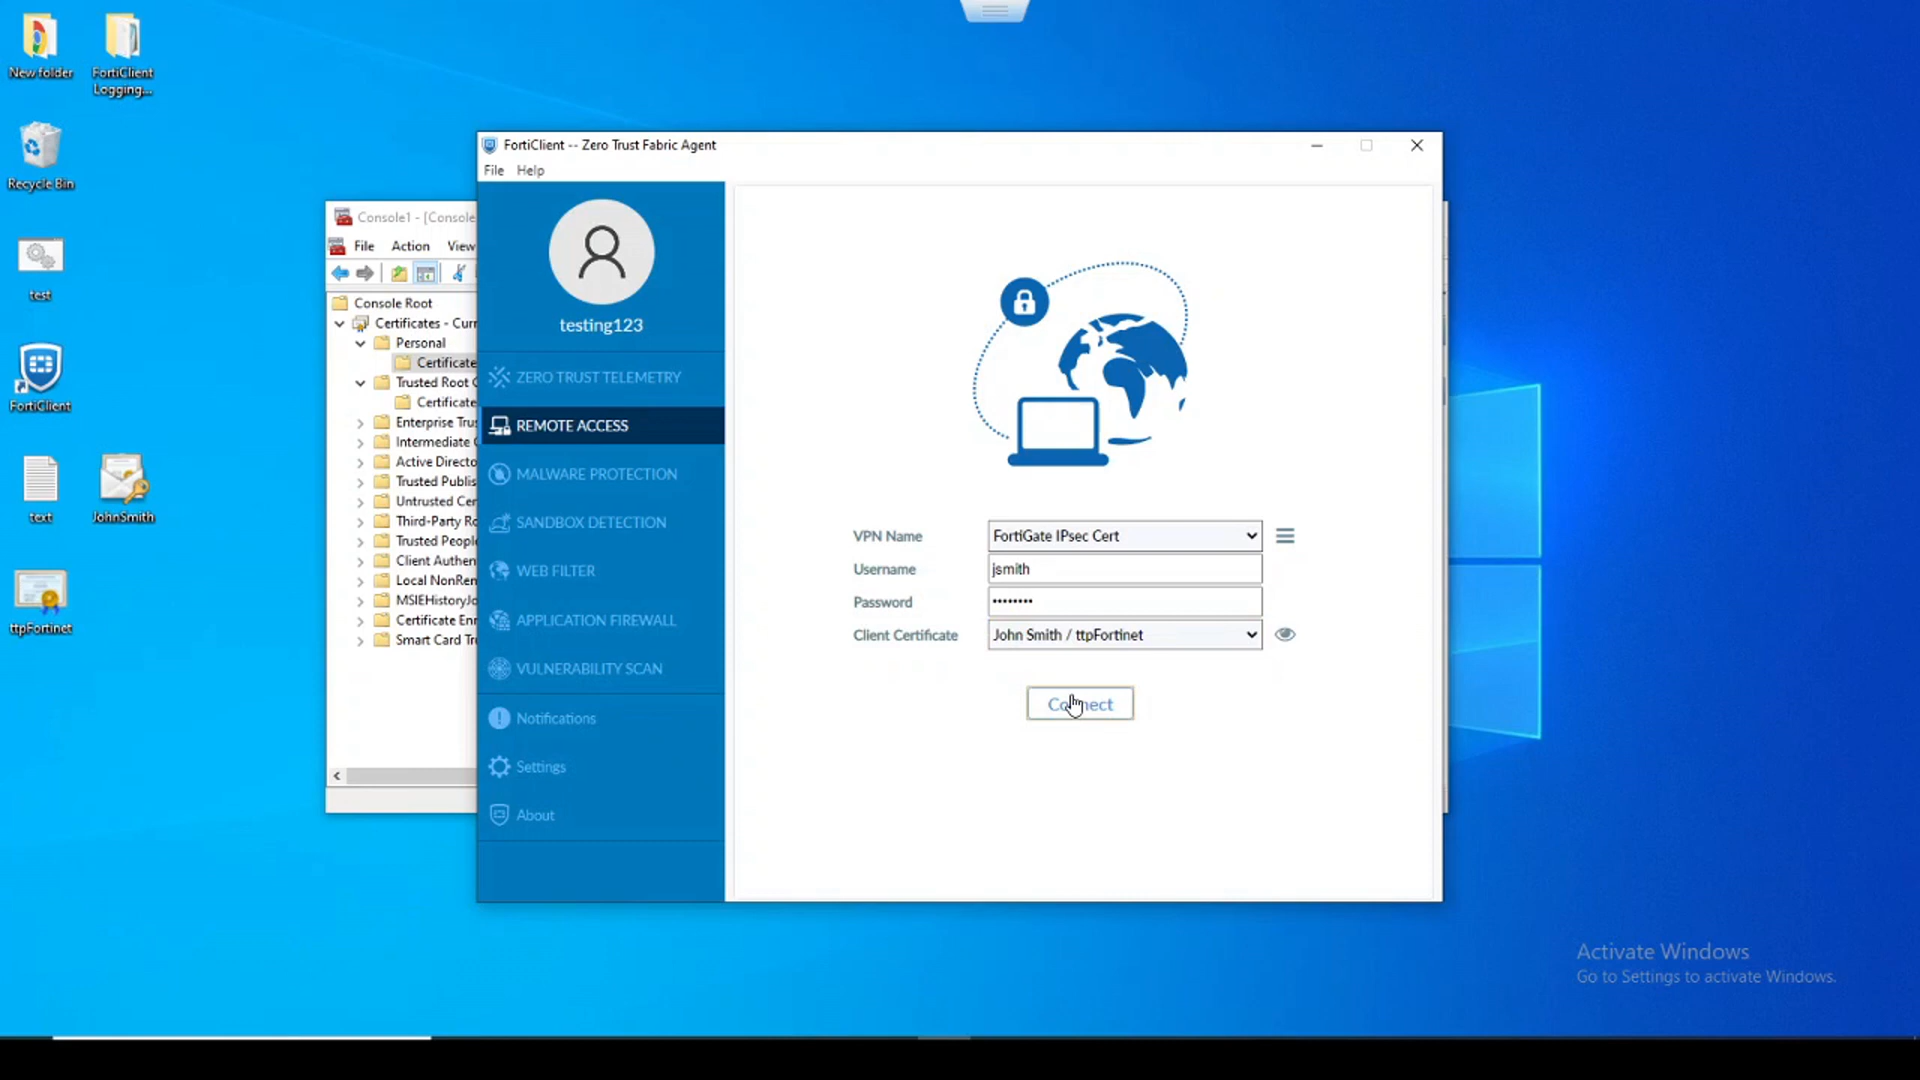 New folder
FortiClient
Logging...
Recycle Bin
test
FortiClient
text
JohnSmith
ttpFortinet
Console1 - [Console
File Action View
Console Root
Certificates - Curr
Personal
Certificate
Trusted Root C
Certificate
Enterprise Trus
Intermediate C
Active Directo
Trusted Publis
Untrusted Cer
Third-Party Ro
Trusted People
Client Authen
Local NonRen
MSIEHistoryJo
Certificate Enr
Smart Card Tru
FortiClient -- Zero Trust Fabric Agent
File Help
testing123
ZERO TRUST TELEMETRY
REMOTE ACCESS
MALWARE PROTECTION
SANDBOX DETECTION
WEB FILTER
APPLICATION FIREWALL
VULNERABILITY SCAN
Notifications
Settings
About
VPN Name FortiGate IPsec Cert
Username jsmith
Password ••••••••
Client Certificate John Smith / ttpFortinet
Connect
Activate Windows
Go to Settings to activate Windows.